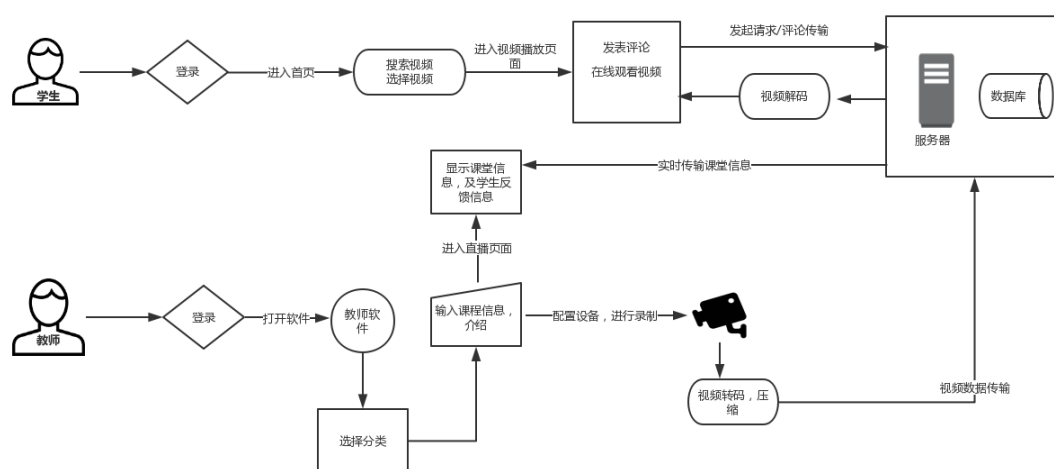 学生
登录
进入首页
搜索视频
选择视频
进入视频播放页
面
发表评论
在线观看视频
发起请求/评论传输
视频解码
服务器
数据库
实时传输课堂信息
显示课堂信
息，及学生反
馈信息
进入直播页面
教师
登录
打开软件
教师软
件
输入课程信息，
介绍
配置设备，进行录制
视频转码，压
缩
视频数据传输
选择分类